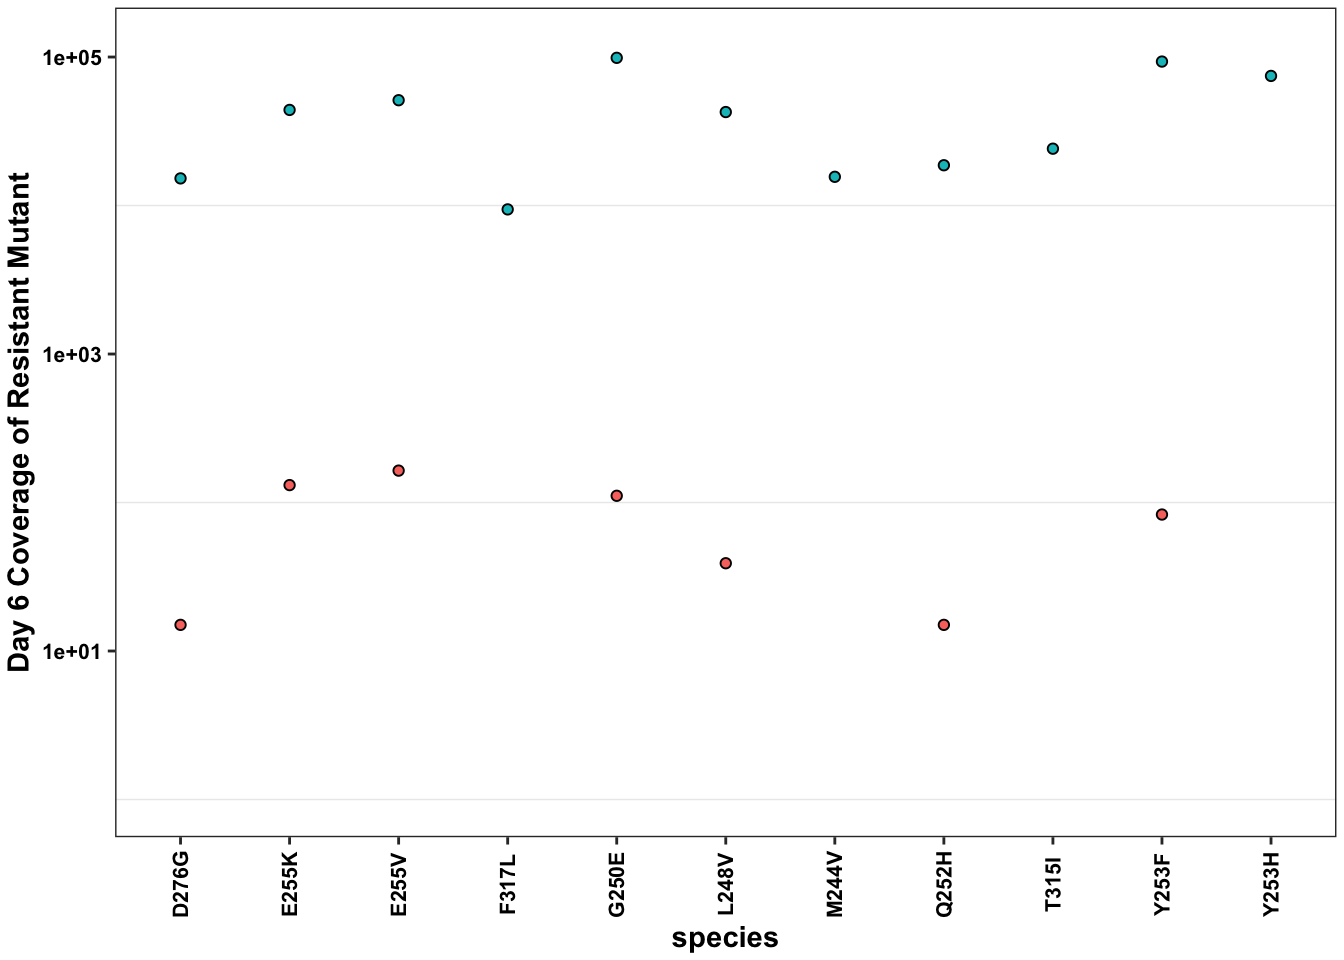 Day 6 Coverage of Resistant Mutant
1e+05
1e+03
1e+01
D276G
E255K
E255V
F317L
G250E
L248V
M244V
Q252H
T315I
Y253F
Y253H
species